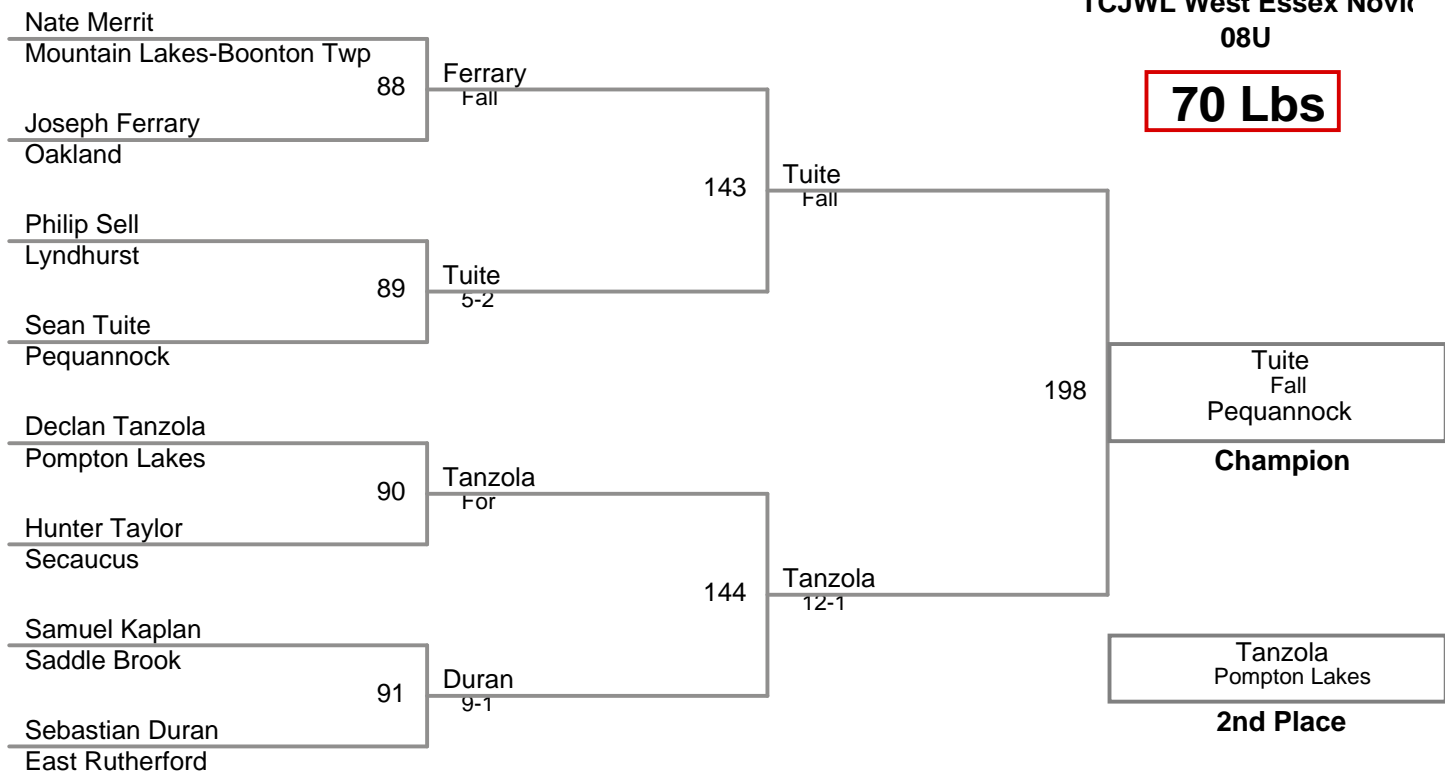 TCJWL West Essex
08U
70 Lbs
Nate Merrit
Mountain Lakes-Boonton Twp
88
Joseph Ferrary
Oakland
Ferrary
Fall
Philip Sell
Lyndhurst
89
Sean Tuite
Pequannock
Tuite
5-2
143
Tuite
Fall
Declan Tanzola
Pompton Lakes
90
Hunter Taylor
Secaucus
Tanzola
For
Samuel Kaplan
Saddle Brook
91
Sebastian Duran
East Rutherford
Duran
9-1
144
Tanzola
12-1
198
Tuite
Fall
Pequannock
Champion
Tanzola
Pompton Lakes
2nd Place